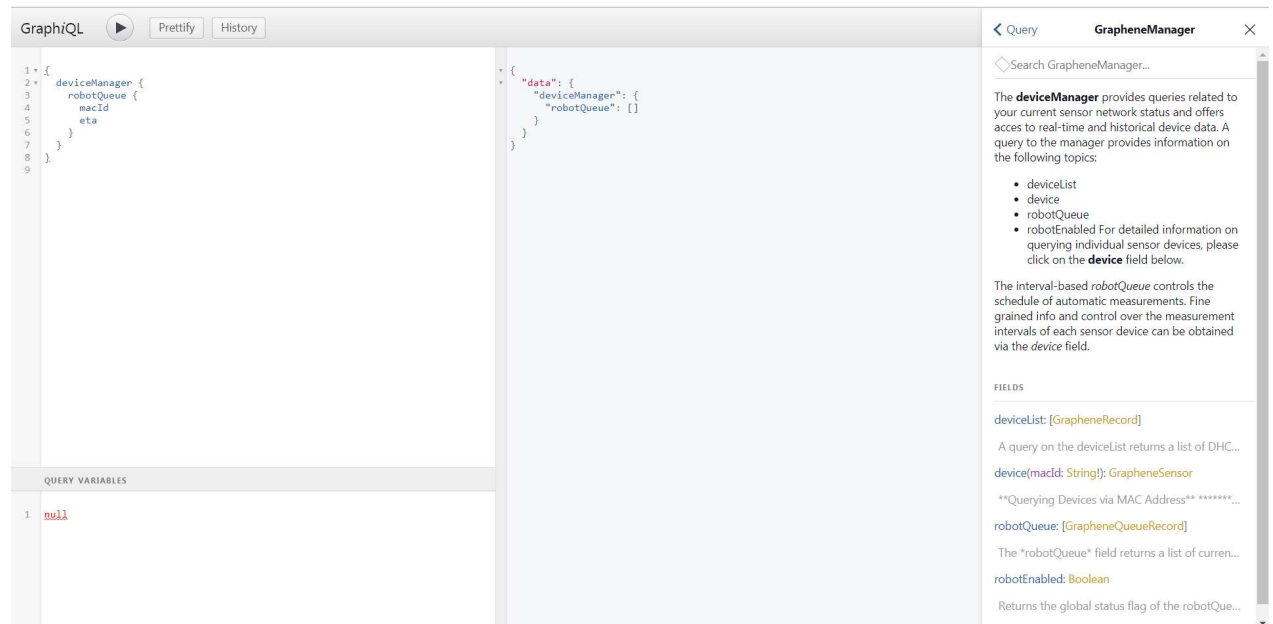 GraphiQL Prettify History
1 {
2 deviceManager {
3 robotQueue {
4 macId
5 eta
6 }
7 }
8 }
9
QUERY VARIABLES
1 null
{
"data": {
"deviceManager": {
"robotQueue": []
}
}
}
Query GrapheneManager
Search GrapheneManager...
The deviceManager provides queries related to
your current sensor network status and offers
acces to real-time and historical device data. A
query to the manager provides information on
the following topics:
• deviceList
• device
• robotQueue
• robotEnabled For detailed information on
querying individual sensor devices, please
click on the device field below.
The interval-based robotQueue controls the
schedule of automatic measurements. Fine
grained info and control over the measurement
intervals of each sensor device can be obtained
via the device field.
FIELDS
deviceList: [GrapheneRecord]
A query on the deviceList returns a list of DHC...
device(macId: String!): GrapheneSensor
**Querying Devices via MAC Address** *******...
robotQueue: [GrapheneQueueRecord]
The *robotQueue* field returns a list of curren...
robotEnabled: Boolean
Returns the global status flag of the robotQue...